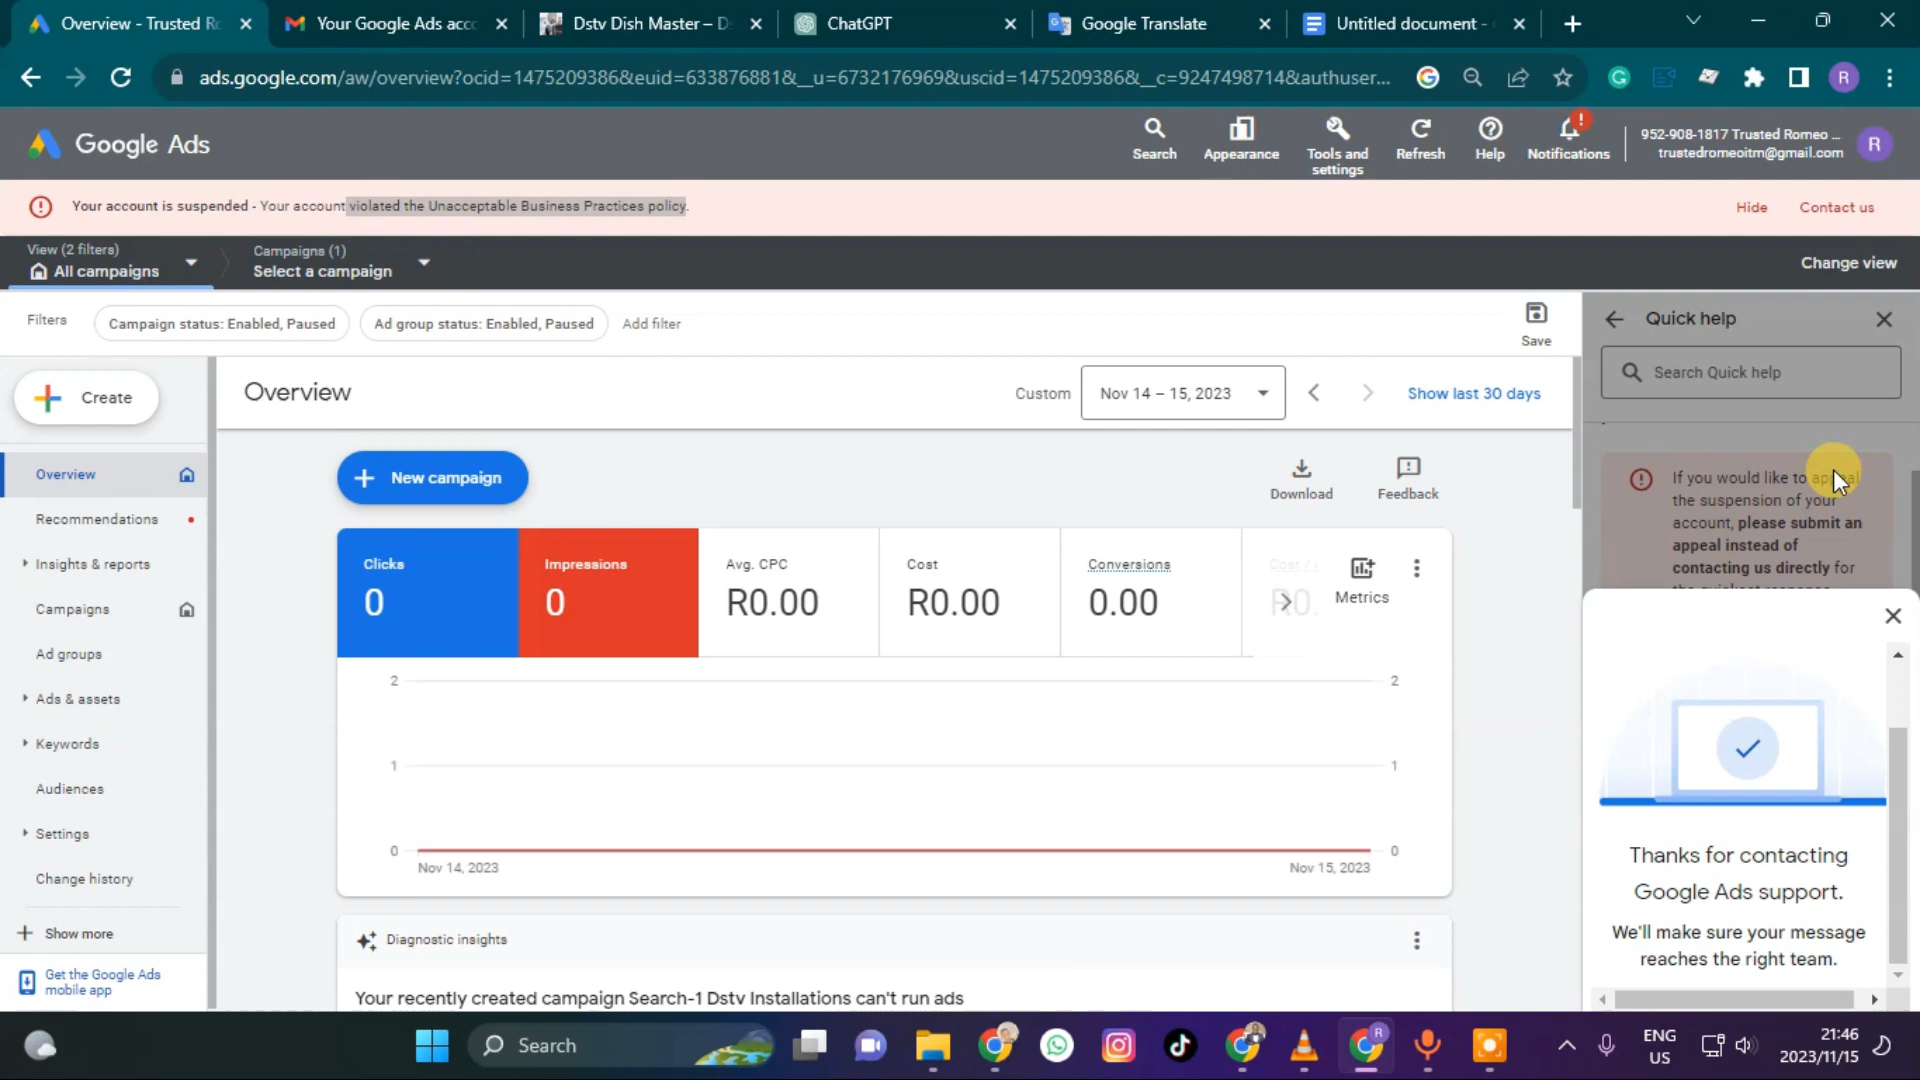 Overview - Trusted Ro
Your Google Ads acco
Dstv Dish Master – D
ChatGPT
Google Translate
Untitled document -
ads.google.com/aw/overview?ocid=1475209386&euid=633876881&__u=6732176969&uscid=1475209386&__c=9247498714&authuser...
R
Google Ads
Search
Appearance
Tools and
settings
Refresh
Help
Notifications
952-908-1817 Trusted Romeo ...
trustedromeoitm@gmail.com
R
Your account is suspended - Your account violated the Unacceptable Business Practices policy.
Hide
Contact us
View (2 filters)
All campaigns
Campaigns (1)
Select a campaign
Change view
Filters
Campaign status: Enabled, Paused
Ad group status: Enabled, Paused
Add filter
Save
Quick help
Search Quick help
Create
Overview
Custom
Nov 14 – 15, 2023
Show last 30 days
Overview
Recommendations
Insights & reports
Campaigns
Ad groups
Ads & assets
Keywords
Audiences
Settings
Change history
Show more
Get the Google Ads
mobile app
New campaign
Download
Feedback
Clicks
0
Impressions
0
Avg. CPC
R0.00
Cost
R0.00
Conversions
0.00
Metrics
2
2
1
1
0
0
Nov 14, 2023
Nov 15, 2023
Diagnostic insights
Your recently created campaign Search-1 Dstv Installations can't run ads
If you would like to appeal
the suspension of your
account, please submit an
appeal instead of
contacting us directly for
Thanks for contacting
Google Ads support.
We'll make sure your message
reaches the right team.
Search
R
ENG
US
21:46
2023/11/15